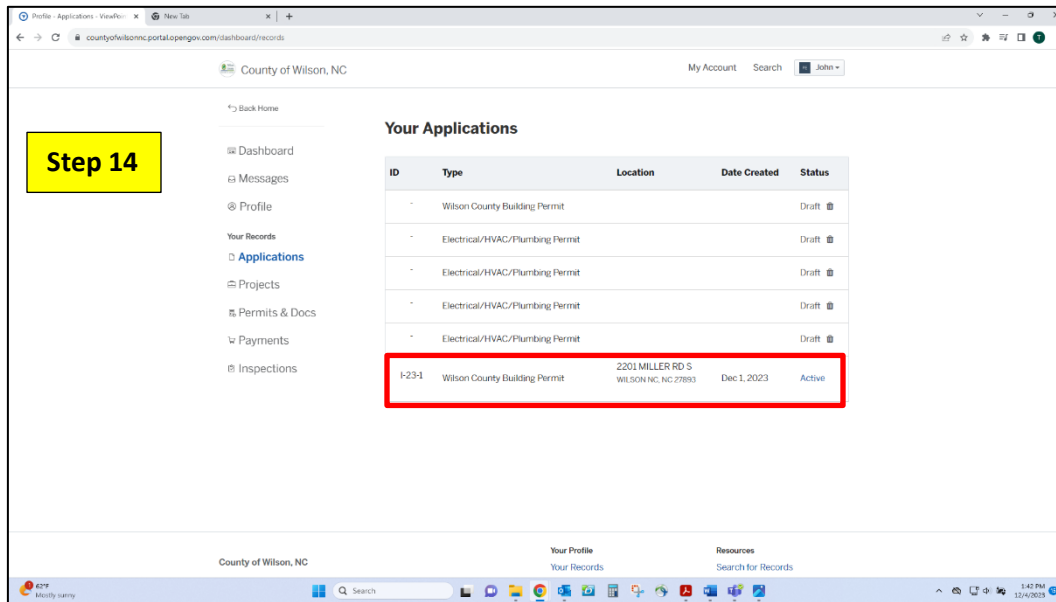 Profile - Applications - ViewPoin
New Tab
countyofwilsonnc.portal.opengov.com/dashboard/records
T
County of Wilson, NC
My Account Search John
Back Home
Your Applications
Step 14
Dashboard
Messages
Profile
Your Records
Applications
Projects
Permits & Docs
Payments
Inspections
ID Type Location Date Created Status
- Wilson County Building Permit Draft
- Electrical/HVAC/Plumbing Permit Draft
- Electrical/HVAC/Plumbing Permit Draft
- Electrical/HVAC/Plumbing Permit Draft
- Electrical/HVAC/Plumbing Permit Draft
I-23-1 Wilson County Building Permit 2201 MILLER RD S Dec 1, 2023 Active
WILSON NC, NC 27893
County of Wilson, NC
Your Profile
Your Records
Resources
Search for Records
1
62°F
Mostly sunny
Search
1:42 PM
12/4/2023